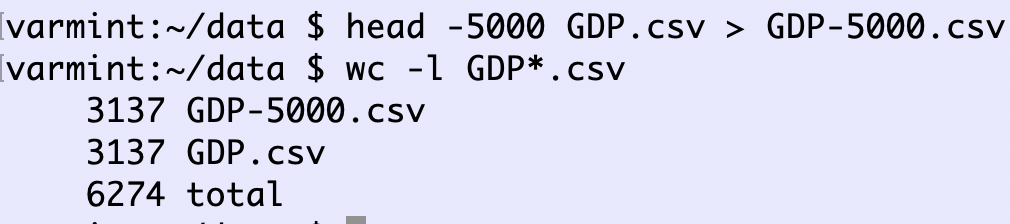 varmint:~/data $ head -5000 GDP.csv > GDP-5000.csv
varmint:~/data $ wc -l GDP*.csv
3137 GDP-5000.csv
3137 GDP.csv
6274 total